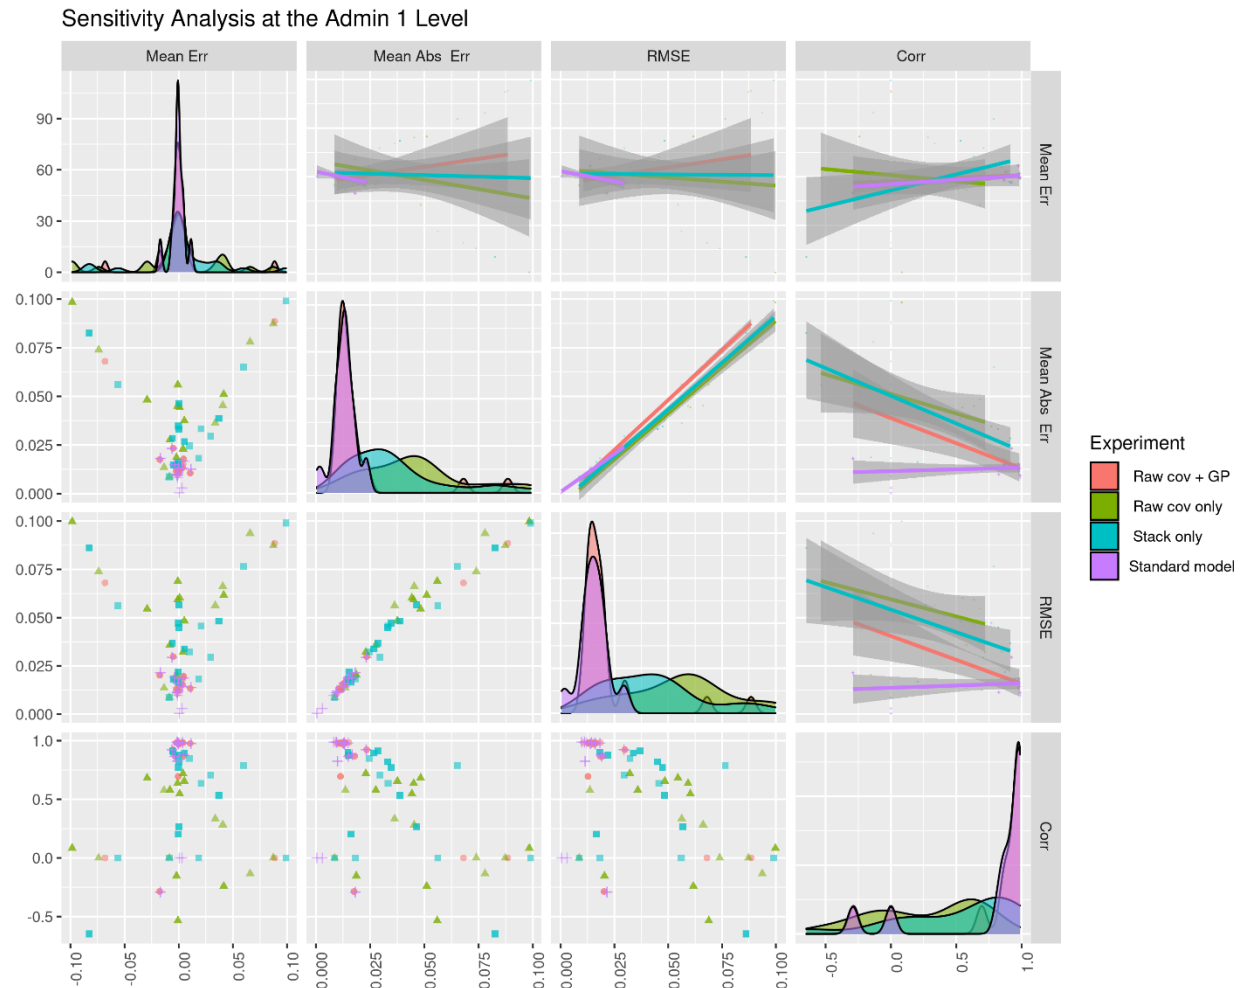 Sensitivity Analysis at the Admin 1 Level
Mean Err
Mean Abs Err
RMSE
Corr
90
60
30
0
Mean Err
0.100
0.075
0.050
0.025
0.000
Mean Abs Err
0.100
0.075
0.050
0.025
0.000
RMSE
1.0
0.5
0.0
-0.5
Corr
-0.10
-0.05
0.00
0.05
0.10
0.000
0.025
0.050
0.075
0.100
0.000
0.025
0.050
0.075
0.100
-0.5
0.0
0.5
1.0
Experiment
Raw cov + GP
Raw cov only
Stack only
Standard model